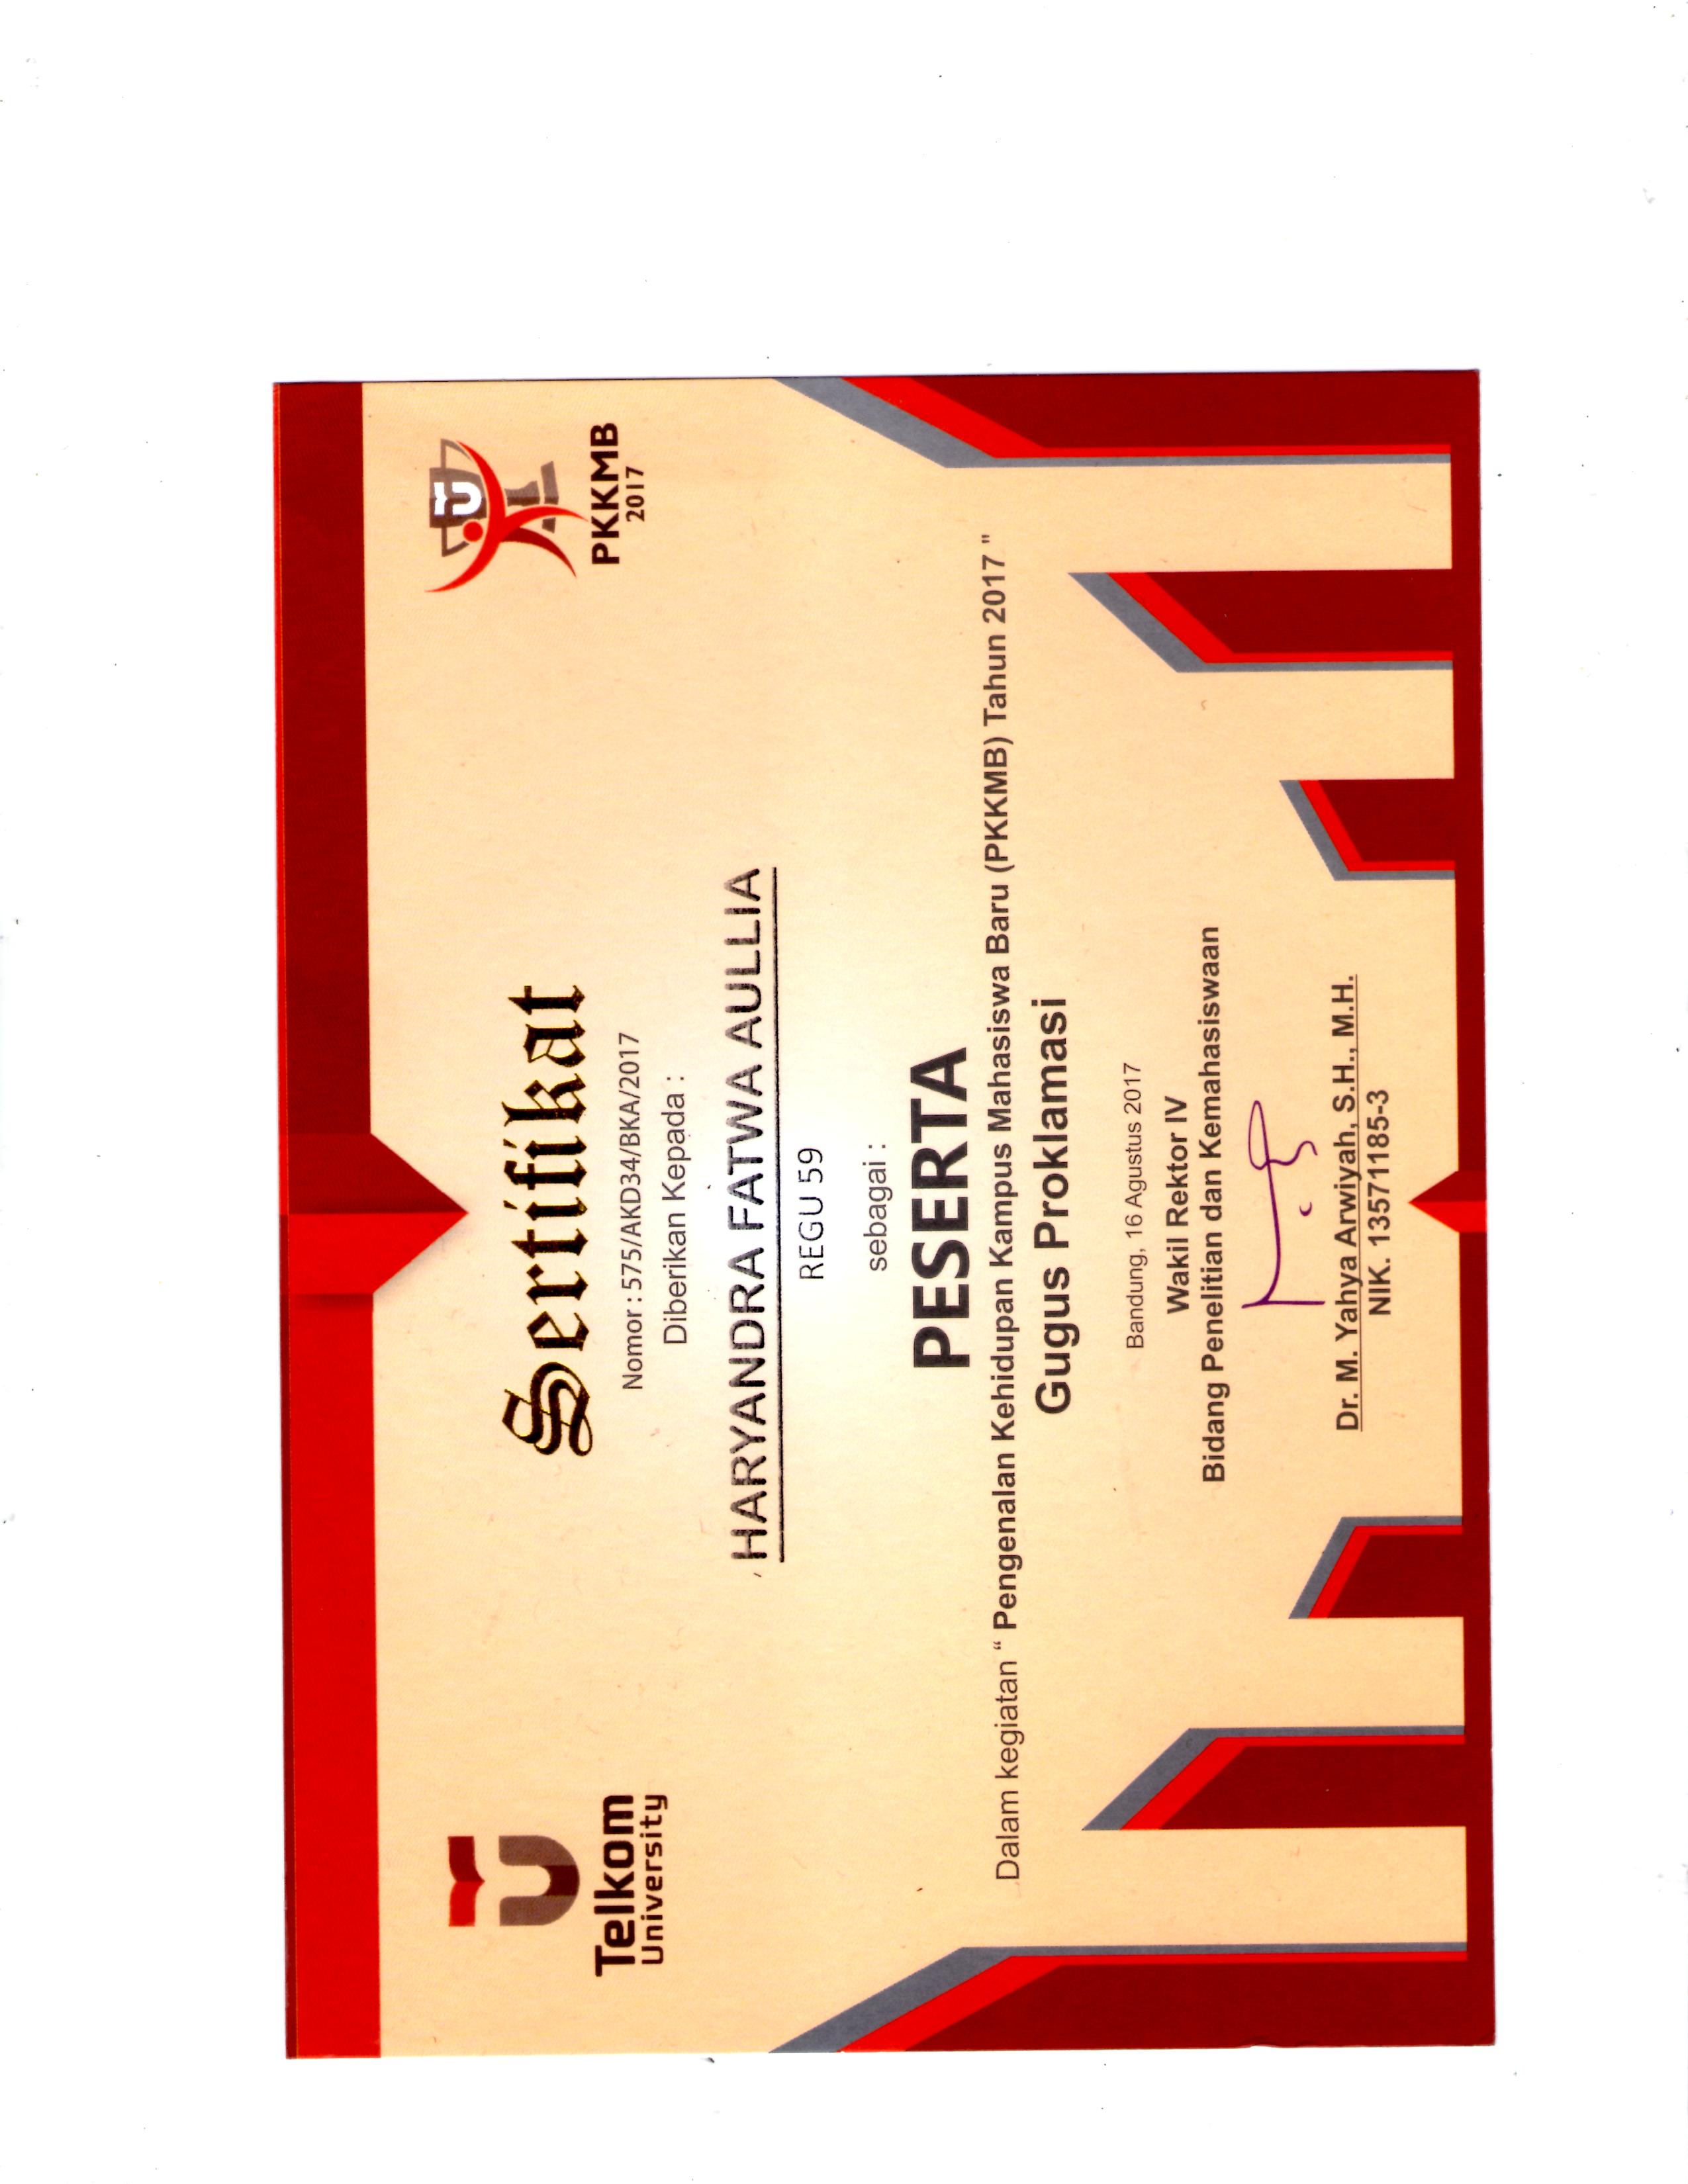 Telkom
University
PKKMB
2017
Sertifikat
Nomor : 575/AKD34/BKA/2017
Diberikan Kepada :
HARYANDRA FATWA AULLIA
REGU 59
sebagai :
PESERTA
Dalam kegiatan “ Pengenalan Kehidupan Kampus Mahasiswa Baru (PKKMB) Tahun 2017 "
Gugus Proklamasi
Bandung, 16 Agustus 2017
Wakil Rektor IV
Bidang Penelitian dan Kemahasiswaan
Dr. M. Yahya Arwiyah, S.H., M.H.
NIK. 13571185-3